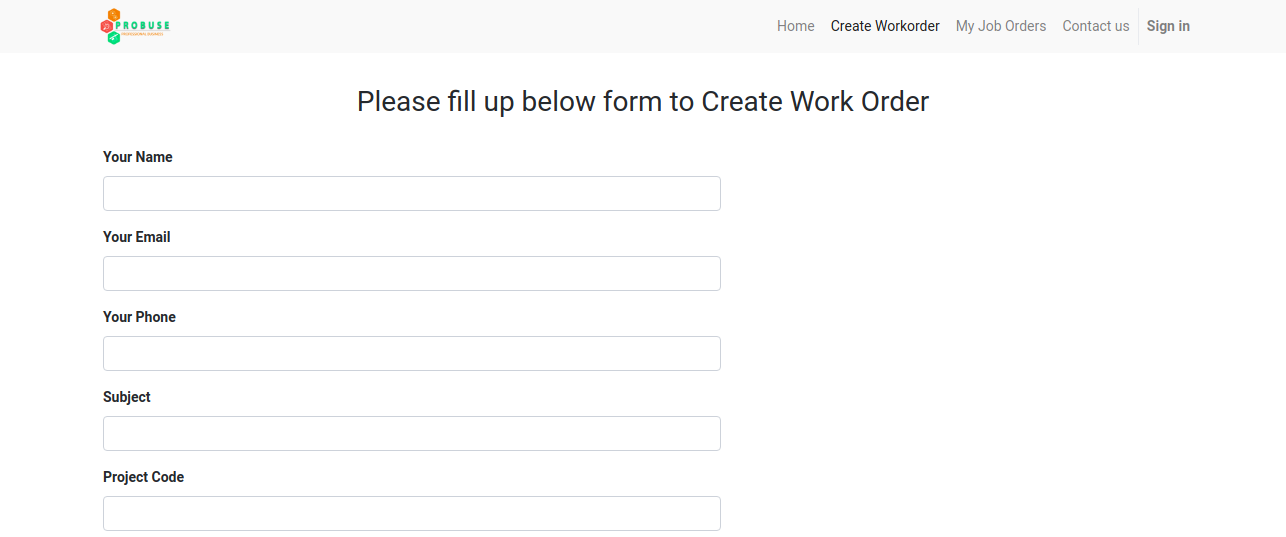 PROBUSE
Home Create Workorder My Job Orders Contact us Sign in
Please fill up below form to Create Work Order
Your Name
Your Email
Your Phone
Subject
Project Code